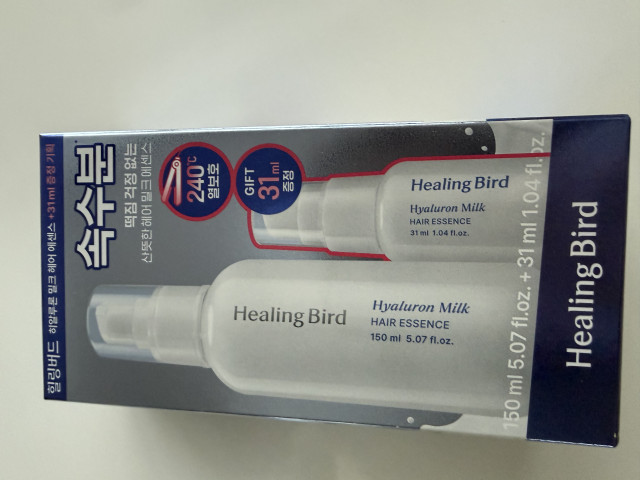 힐링버드 히알루론 밀크 헤어 에센스 +31ml 증정 기획
속수분
떡짐 걱정 없는
산뜻한 헤어 밀크 에센스
240℃
열보호
GIFT
31ml
증정
Healing Bird
Hyaluron Milk
HAIR ESSENCE
31 ml 1.04 fl.oz.
Healing Bird
Hyaluron Milk
HAIR ESSENCE
150 ml 5.07 fl.oz.
150 ml 5.07 fl.oz. + 31 ml 1.04 fl.oz.
Healing Bird